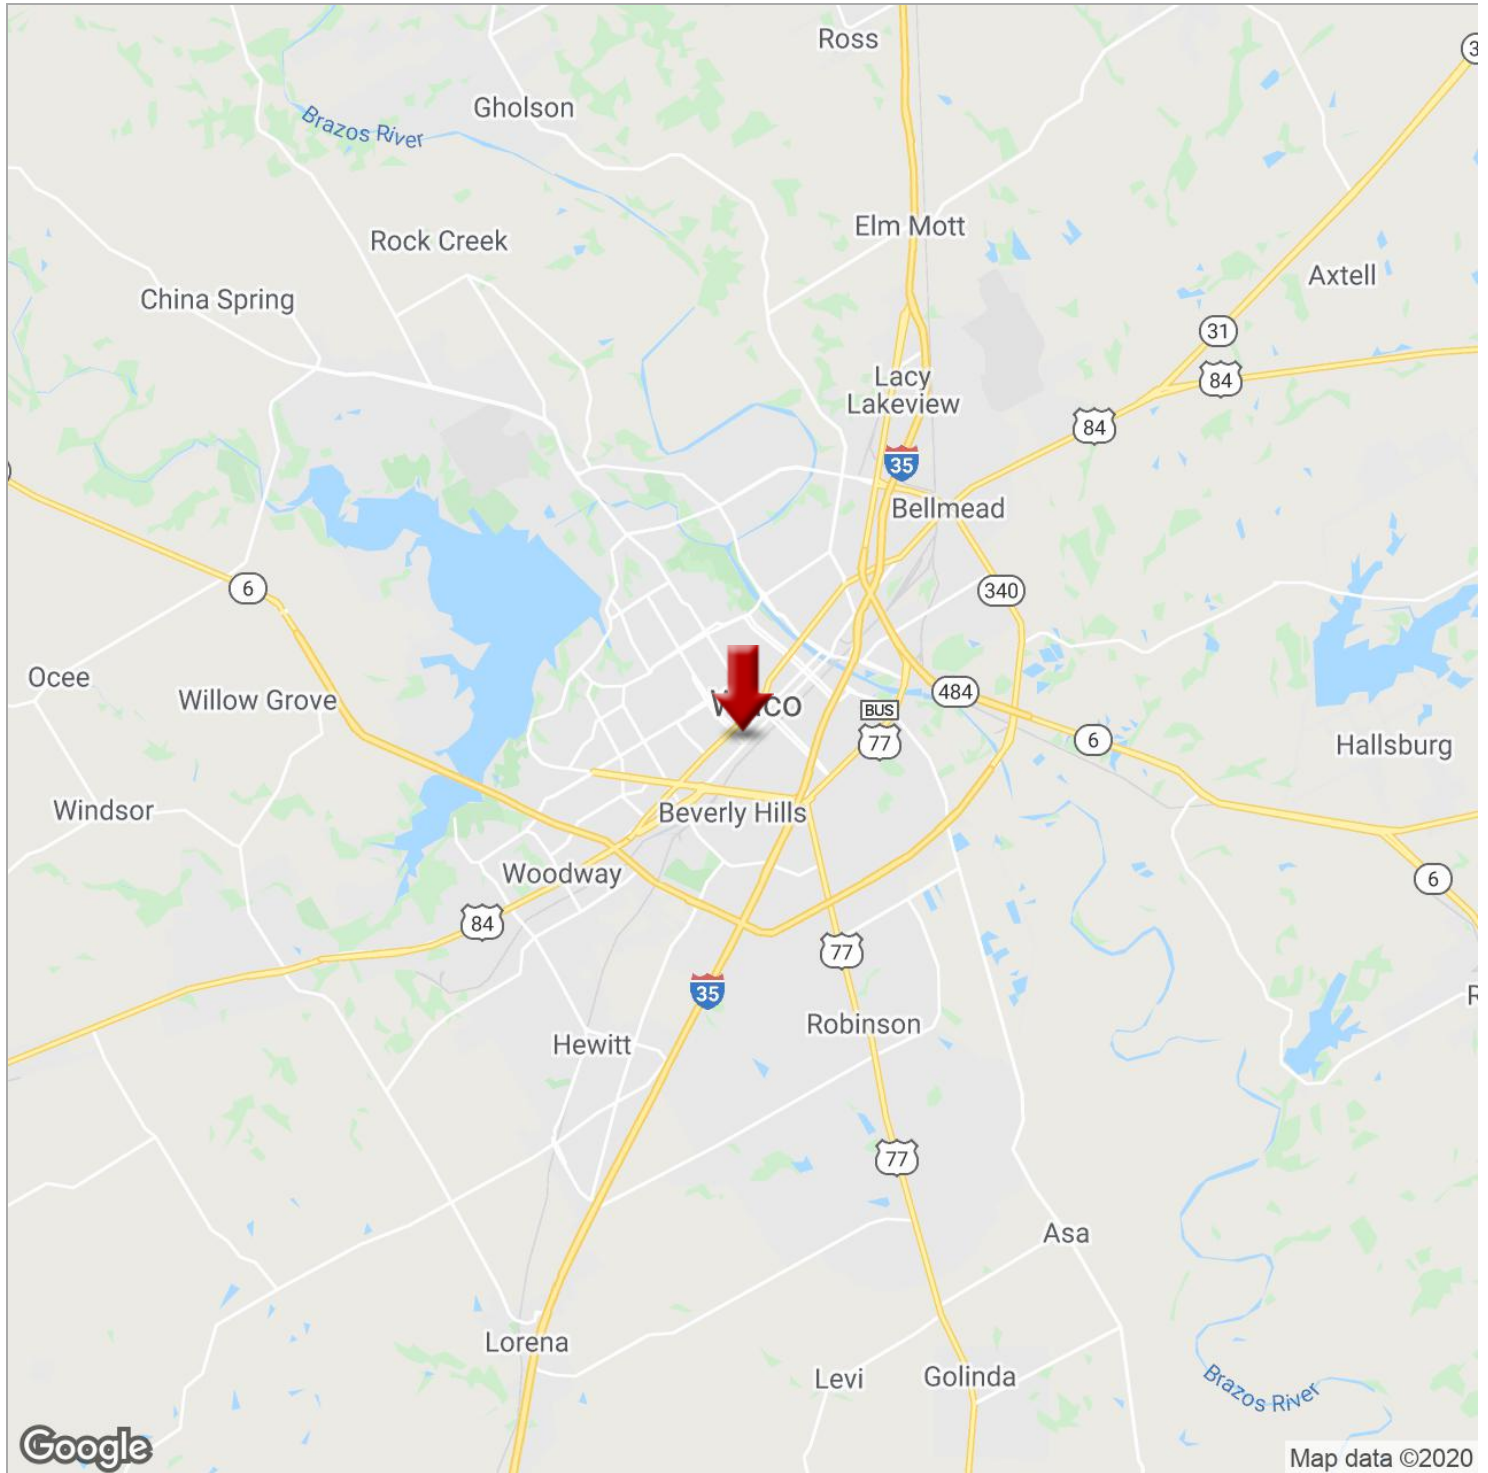 Ross
3
Gholson
Brazos River
Elm Mott
Rock Creek
Axtell
China Spring
31
84
Lacy
Lakeview
84
35
Bellmead
6
340
Ocee
484
Willow Grove
BUS
77
6
Hallsburg
Windsor
Beverly Hills
Woodway
6
84
77
35
R
Robinson
Hewitt
77
Asa
Lorena
Levi
Golinda
Brazos River
Google
Map data ©2020